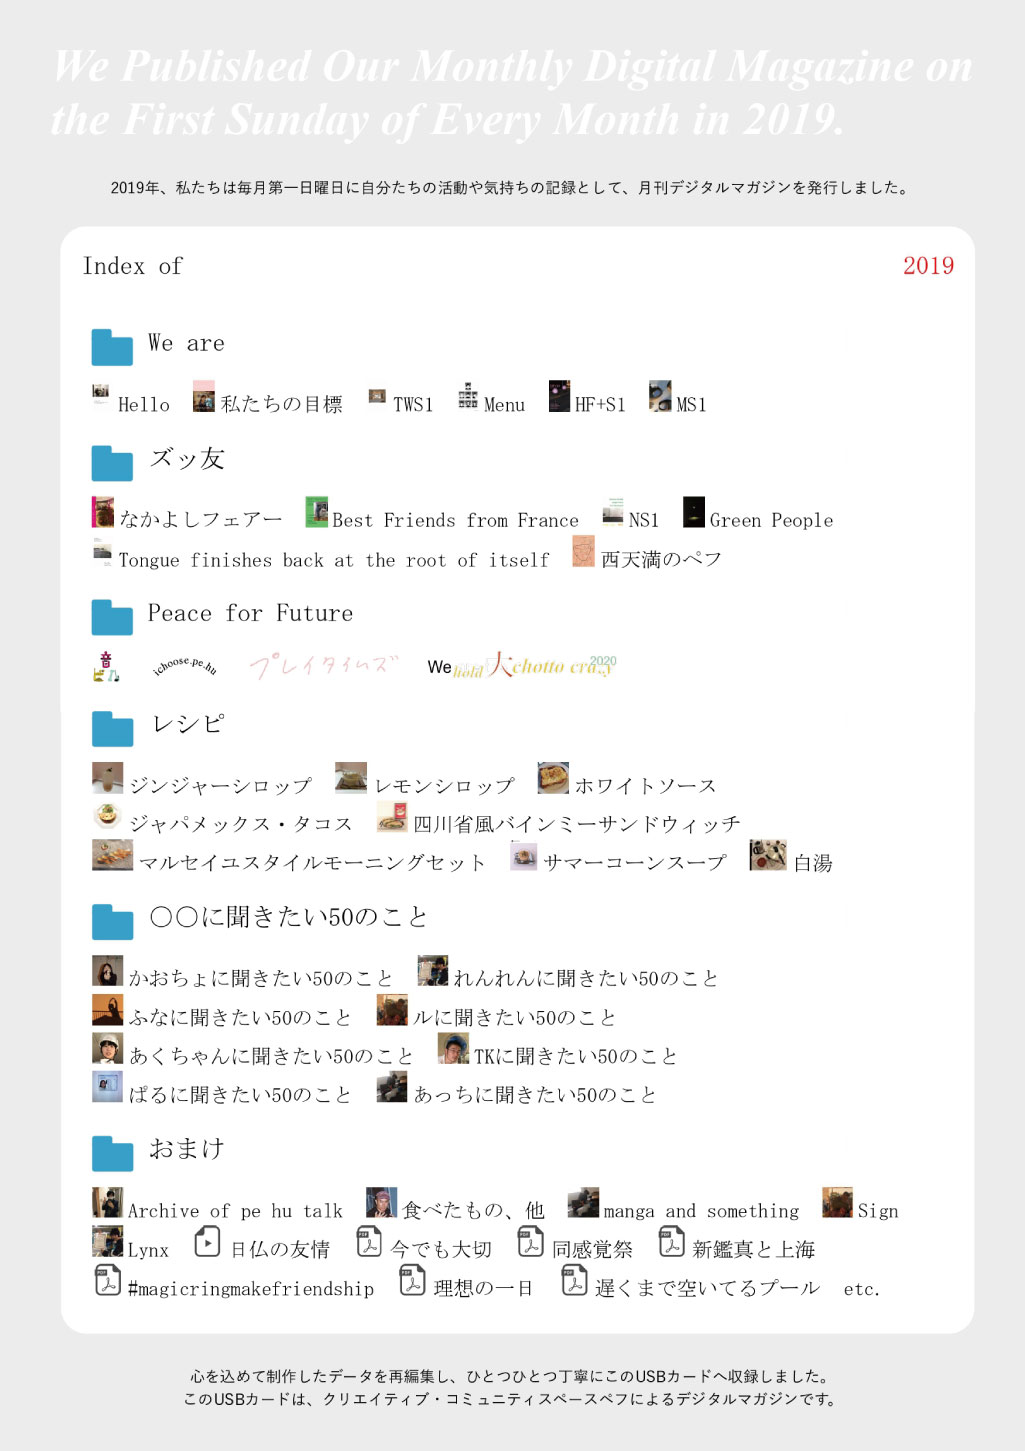 We Published Our Monthly Digital Magazine on
the First Sunday of Every Month in 2019.
2019年、私たちは毎月第一日曜日に自分たちの活動や気持ちの記録として、月刊デジタルマガジンを発行しました。
Index of 2019
We are
Hello 私たちの目標 TWS1 Menu HF+S1 MS1
ズッ友
なかよしフェアー Best Friends from France NS1 Green People
Tongue finishes back at the root of itself 西天満のペフ
Peace for Future
音ビル ichoose.pe.hu プレイタイムズ We hold 大 chotto crazy 2020
レシピ
ジンジャーシロップ レモンシロップ ホワイトソース
ジャパメックス・タコス 四川省風バインミーサンドウィッチ
マルセイユスタイルモーニングセット サマーコーンスープ 白湯
〇〇に聞きたい50のこと
かおちょに聞きたい50のこと れんれんに聞きたい50のこと
ふなに聞きたい50のこと ルに聞きたい50のこと
あくちゃんに聞きたい50のこと TKに聞きたい50のこと
ぱるに聞きたい50のこと あっちに聞きたい50のこと
おまけ
Archive of pe hu talk 食べたもの、他 manga and something Sign
Lynx 日仏の友情 PDF 今でも大切 PDF 同感覚祭 PDF 新鑑真と上海
PDF #magicringmakefriendship PDF 理想の一日 PDF 遅くまで空いてるプール etc.
心を込めて制作したデータを再編集し、ひとつひとつ丁寧にこのUSBカードへ収録しました。
このUSBカードは、クリエイティブ・コミュニティスペースペフによるデジタルマガジンです。